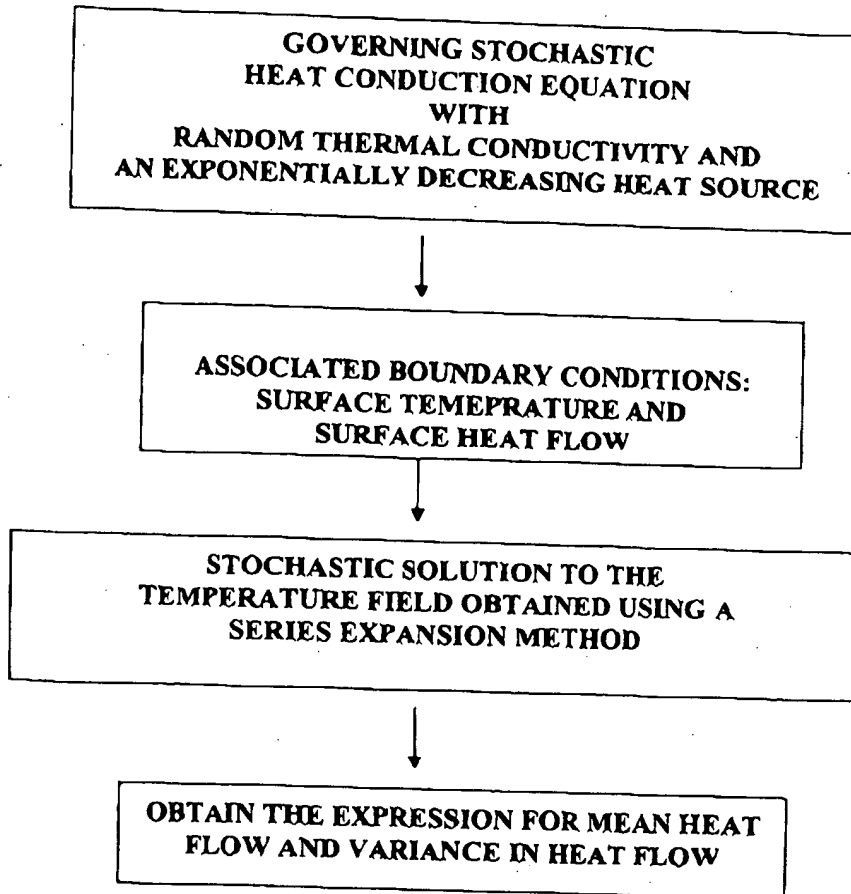 GOVERNING STOCHASTIC
HEAT CONDUCTION EQUATION
WITH
RANDOM THERMAL CONDUCTIVITY AND
AN EXPONENTIALLY DECREASING HEAT SOURCE
ASSOCIATED BOUNDARY CONDITIONS:
SURFACE TEMEPRATURE AND
SURFACE HEAT FLOW
STOCHASTIC SOLUTION TO THE
TEMPERATURE FIELD OBTAINED USING A
SERIES EXPANSION METHOD
OBTAIN THE EXPRESSION FOR MEAN HEAT
FLOW AND VARIANCE IN HEAT FLOW